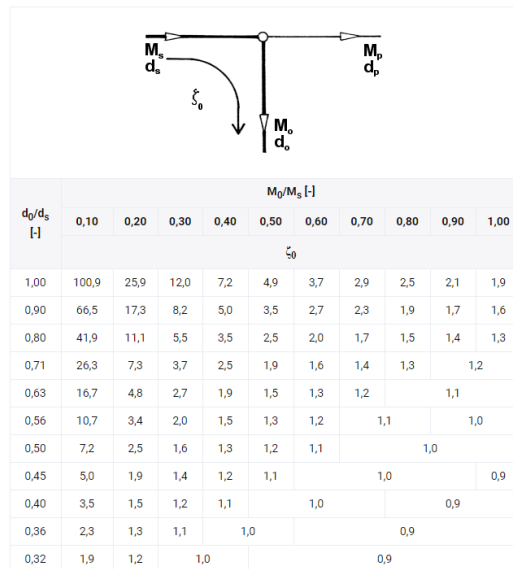 Ms Mp
ds dp
ζ0
Mo
do
d0/ds [-] M0/Ms [-]
0,10 0,20 0,30 0,40 0,50 0,60 0,70 0,80 0,90 1,00
ζ0
1,00 100,9 25,9 12,0 7,2 4,9 3,7 2,9 2,5 2,1 1,9
0,90 66,5 17,3 8,2 5,0 3,5 2,7 2,3 1,9 1,7 1,6
0,80 41,9 11,1 5,5 3,5 2,5 2,0 1,7 1,5 1,4 1,3
0,71 26,3 7,3 3,7 2,5 1,9 1,6 1,4 1,3 1,2
0,63 16,7 4,8 2,7 1,9 1,5 1,3 1,2 1,1
0,56 10,7 3,4 2,0 1,5 1,3 1,2 1,1 1,0
0,50 7,2 2,5 1,6 1,3 1,2 1,1 1,0
0,45 5,0 1,9 1,4 1,2 1,1 1,0 0,9
0,40 3,5 1,5 1,2 1,1 1,0 0,9
0,36 2,3 1,3 1,1 1,0 0,9
0,32 1,9 1,2 1,0 0,9